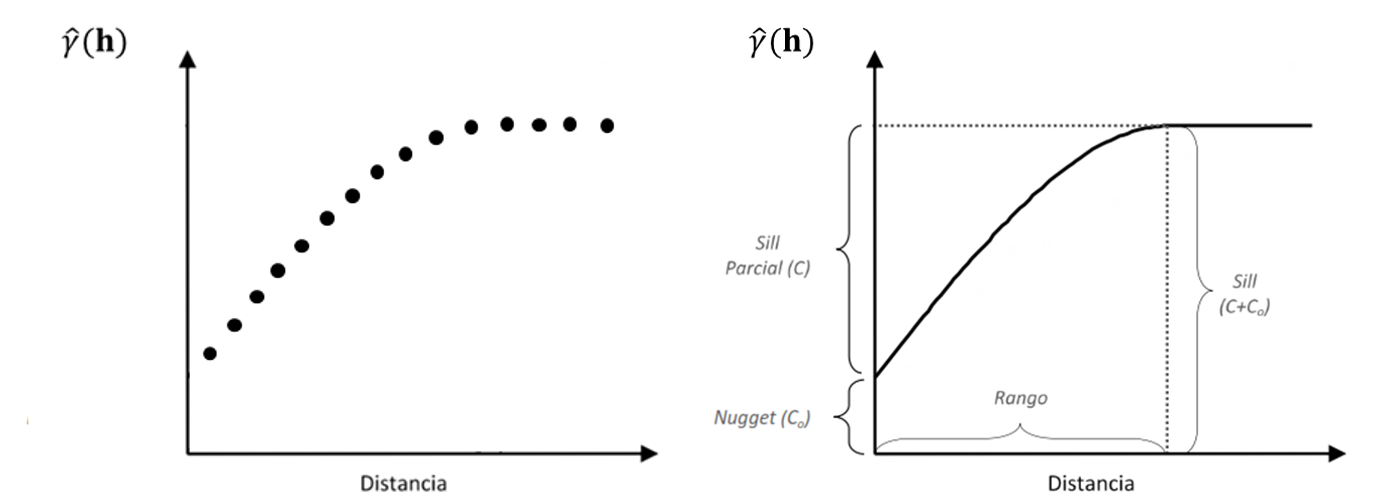 γ̂(h)
Distancia
γ̂(h)
Sill
Parcial (C)
Nugget (Cₒ)
Rango
Sill
(C+Cₒ)
Distancia